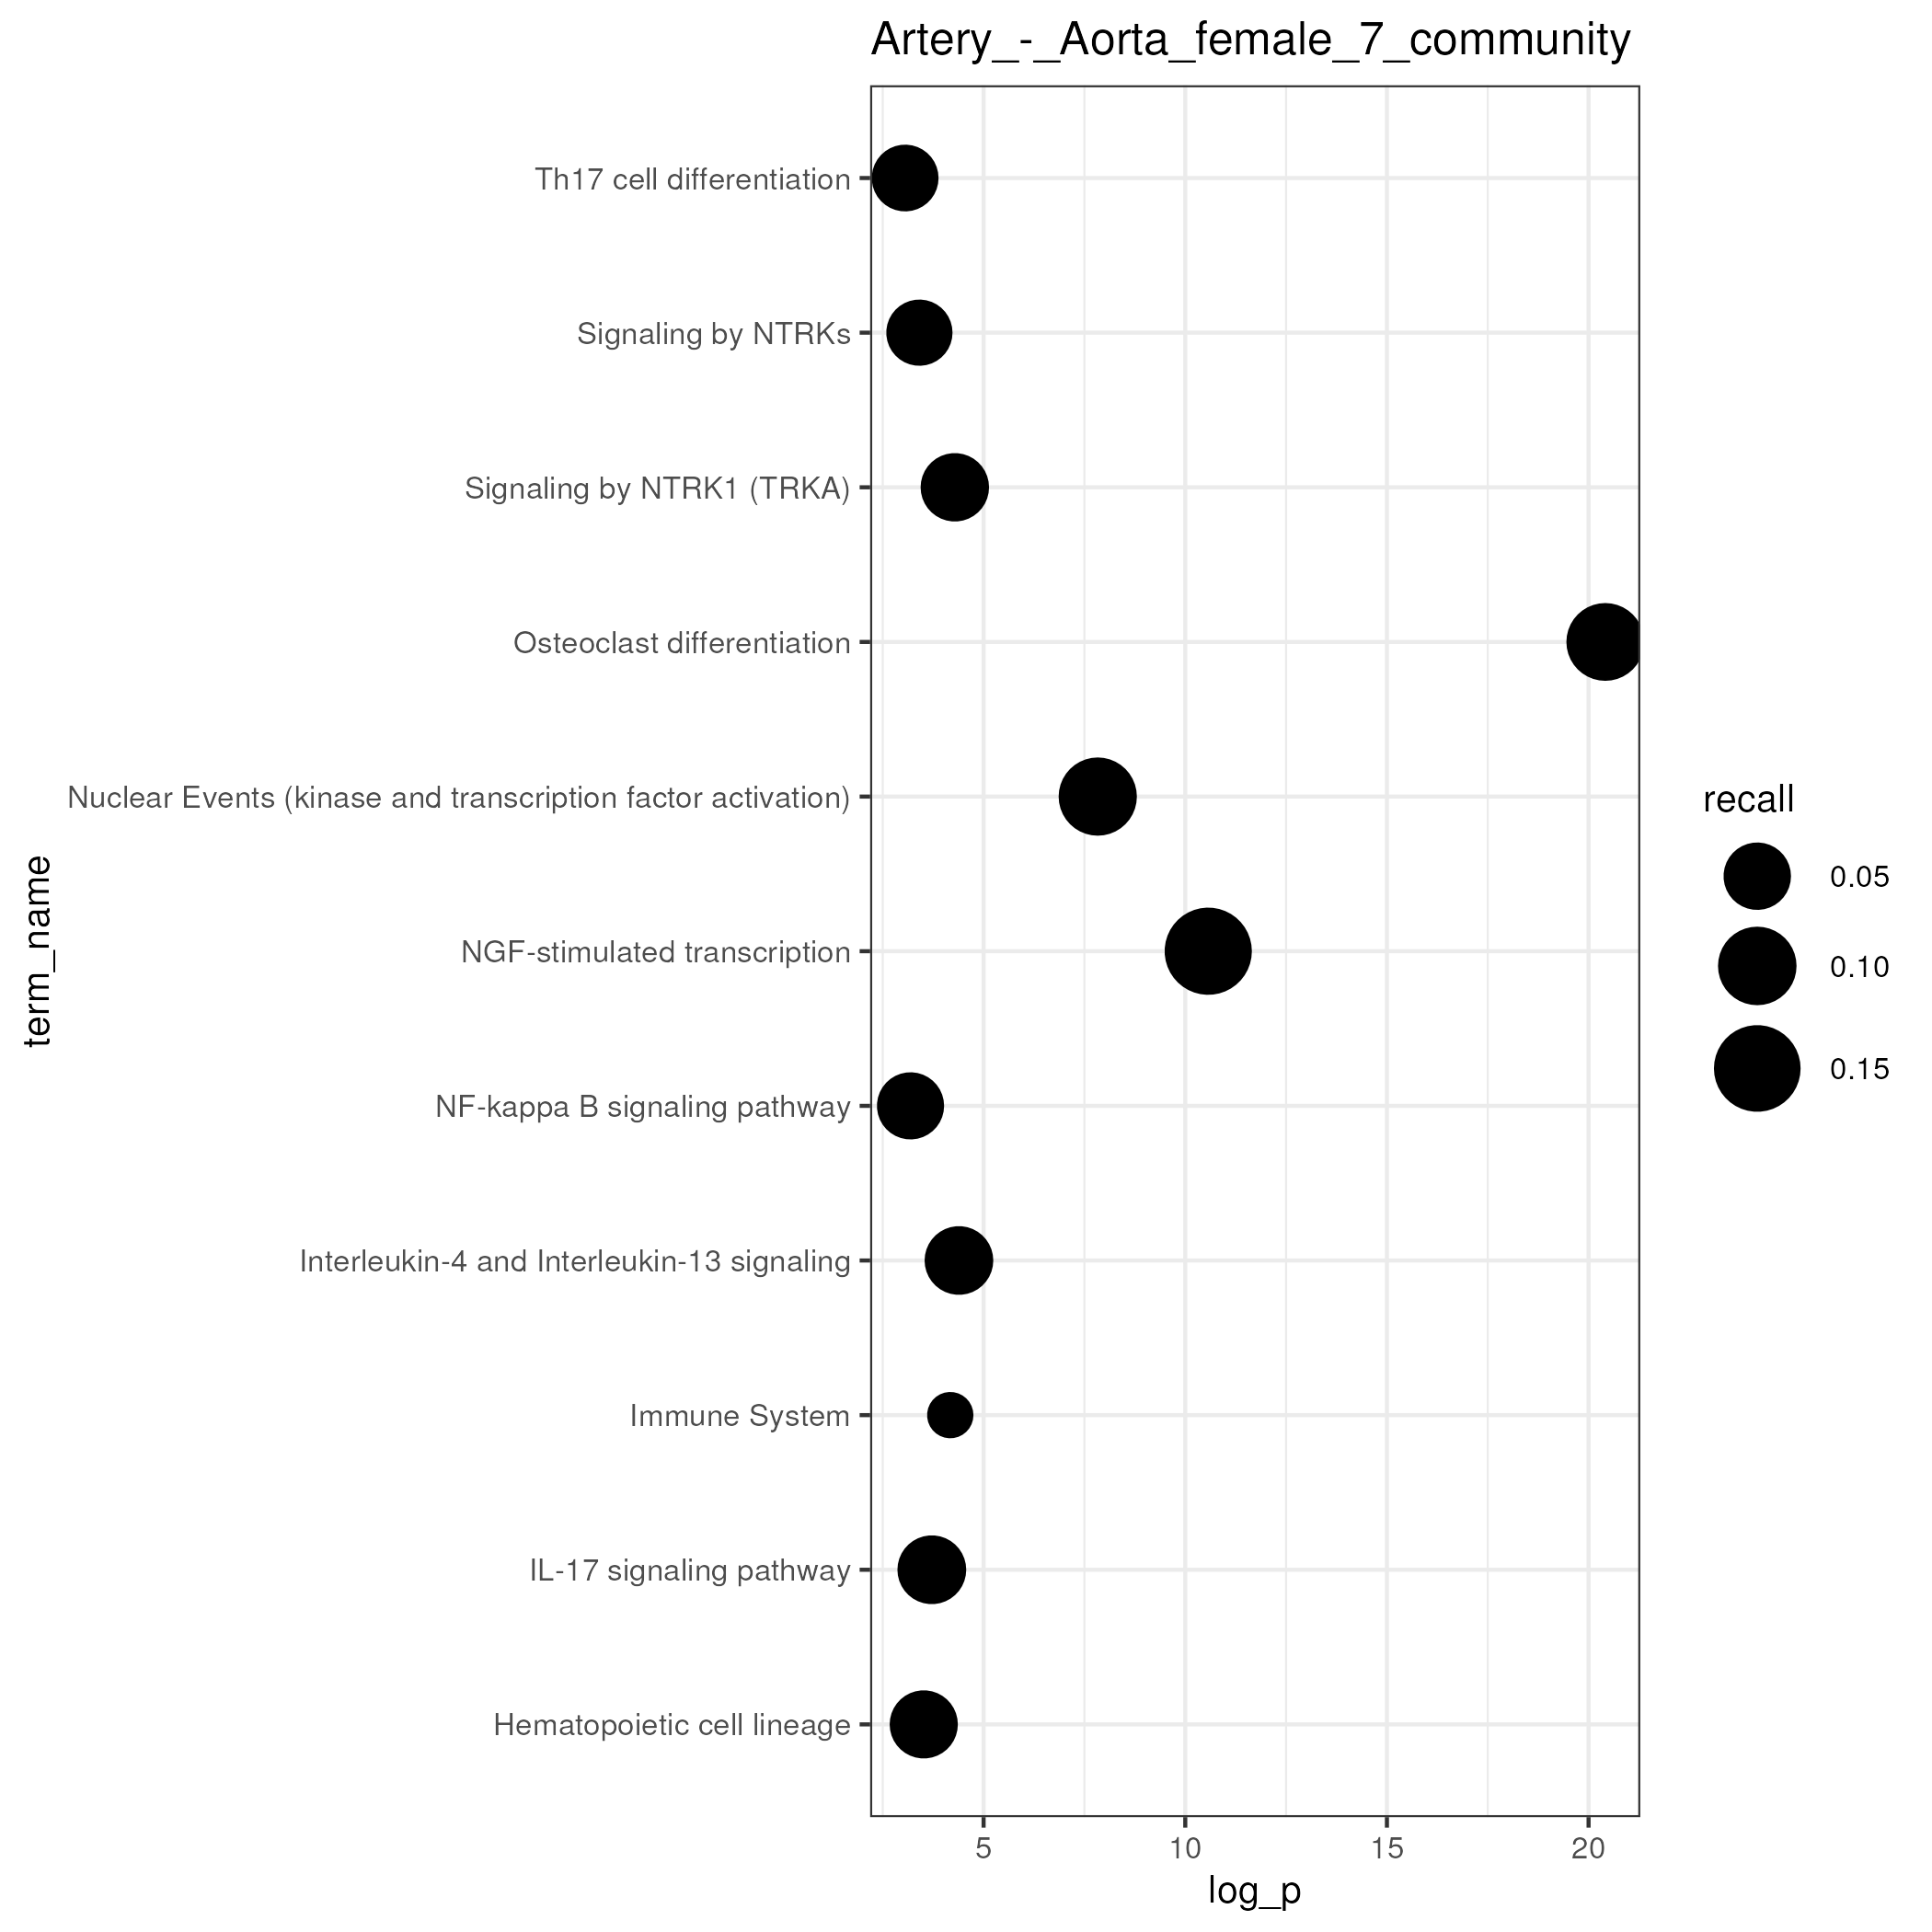 Artery_-_Aorta_female_7_community
Th17 cell differentiation
Signaling by NTRKs
Signaling by NTRK1 (TRKA)
Osteoclast differentiation
Nuclear Events (kinase and transcription factor activation)
NGF-stimulated transcription
NF-kappa B signaling pathway
Interleukin-4 and Interleukin-13 signaling
Immune System
IL-17 signaling pathway
Hematopoietic cell lineage
term_name
5 10 15 20
log_p
recall
0.05
0.10
0.15